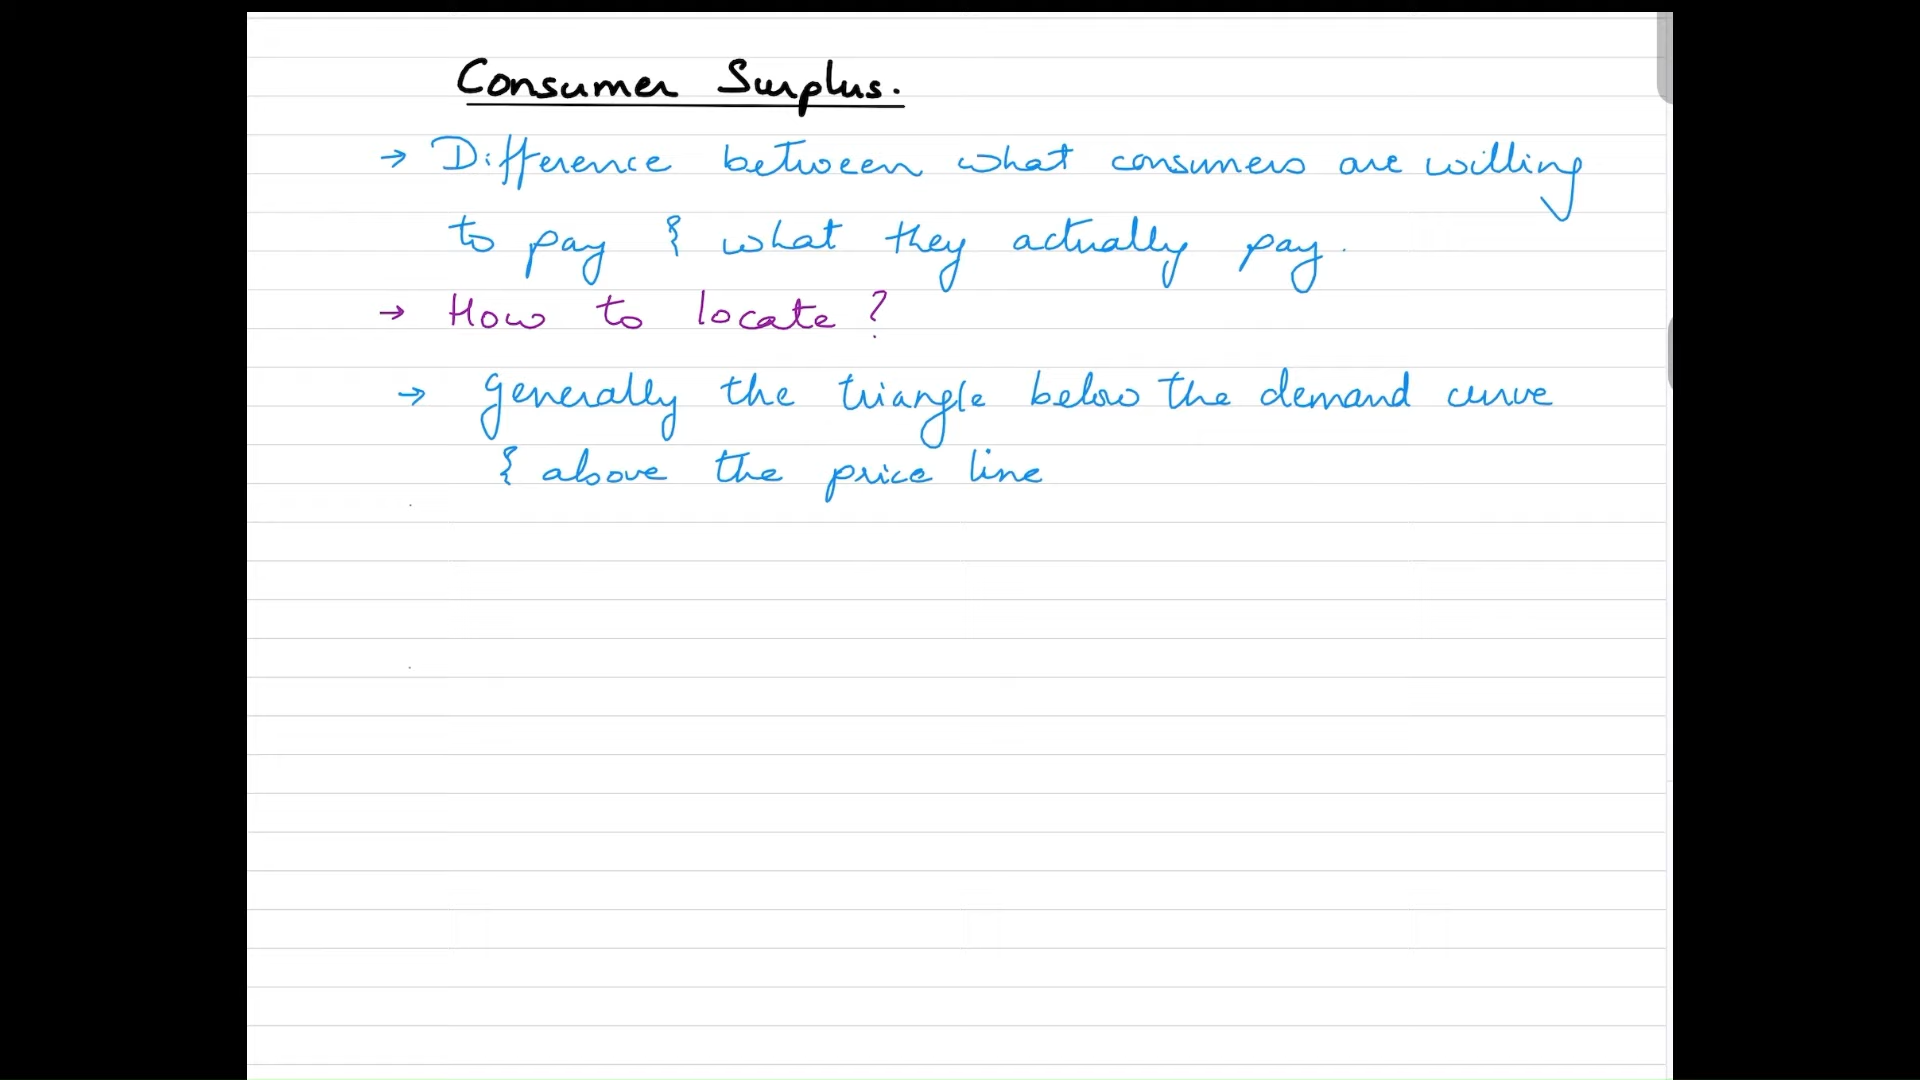 Consumer Surplus.
→ Difference between what consumers are willing
to pay & what they actually pay.
→ How to locate?
→ Generally the triangle below the demand curve
& above the price line